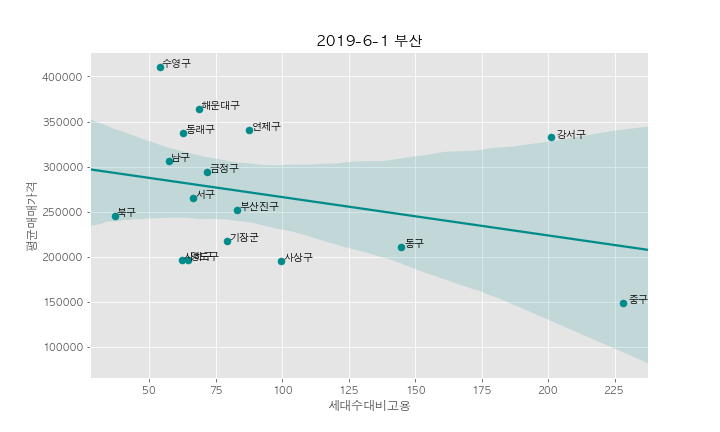 2019-6-1 부산
평균매매가격
400000
350000
300000
250000
200000
150000
100000
수영구
해운대구
동래구
연제구
강서구
남구
금정구
서구
북구
부산진구
기장군
동구
사상구
중구
50
75
100
125
150
175
200
225
세대수대비고용